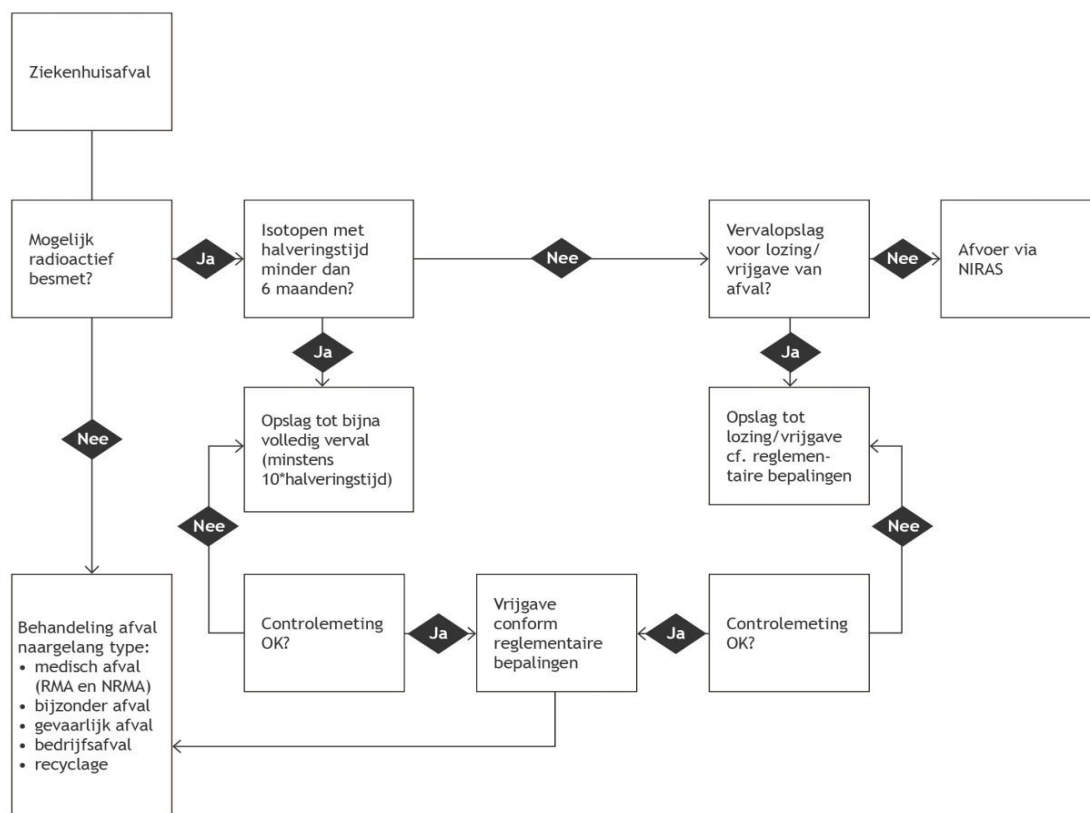 Ziekenhuisafval
Mogelijk
radioactief
besmet?
Ja
Isotopen met
halveringstijd
minder dan
6 maanden?
Nee
Vervalopslag
voor lozing/
vrijgave van
afval?
Nee
Afvoer via
NIRAS
Ja
Ja
Nee
Opslag tot bijna
volledig verval
(minstens
10*halveringstijd)
Opslag tot
lozing/vrijgave
cf. reglemen-
taire bepalingen
Nee
Nee
Behandeling afval
naargelang type:
• medisch afval
(RMA en NRMA)
• bijzonder afval
• gevaarlijk afval
• bedrijfsafval
• recyclage
Controlemeting
OK?
Ja
Vrijgave
conform
reglementaire
bepalingen
Ja
Controlemeting
OK?